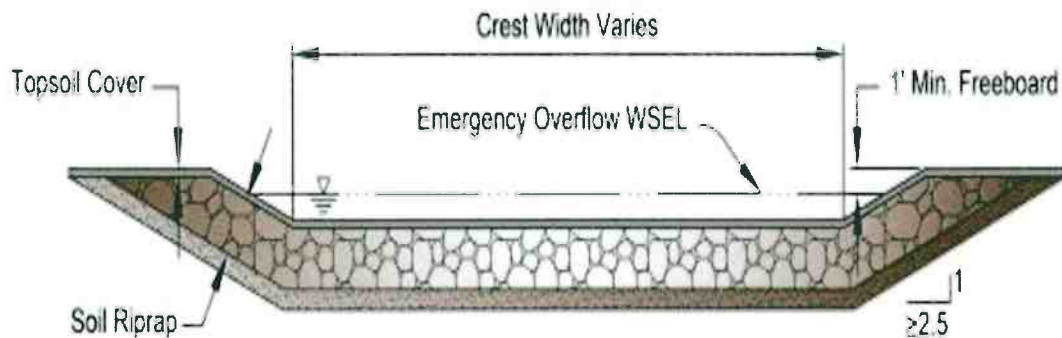 Crest Width Varies
Topsoil Cover
1' Min. Freeboard
Emergency Overflow WSEL
Soil Riprap
1
≥2.5